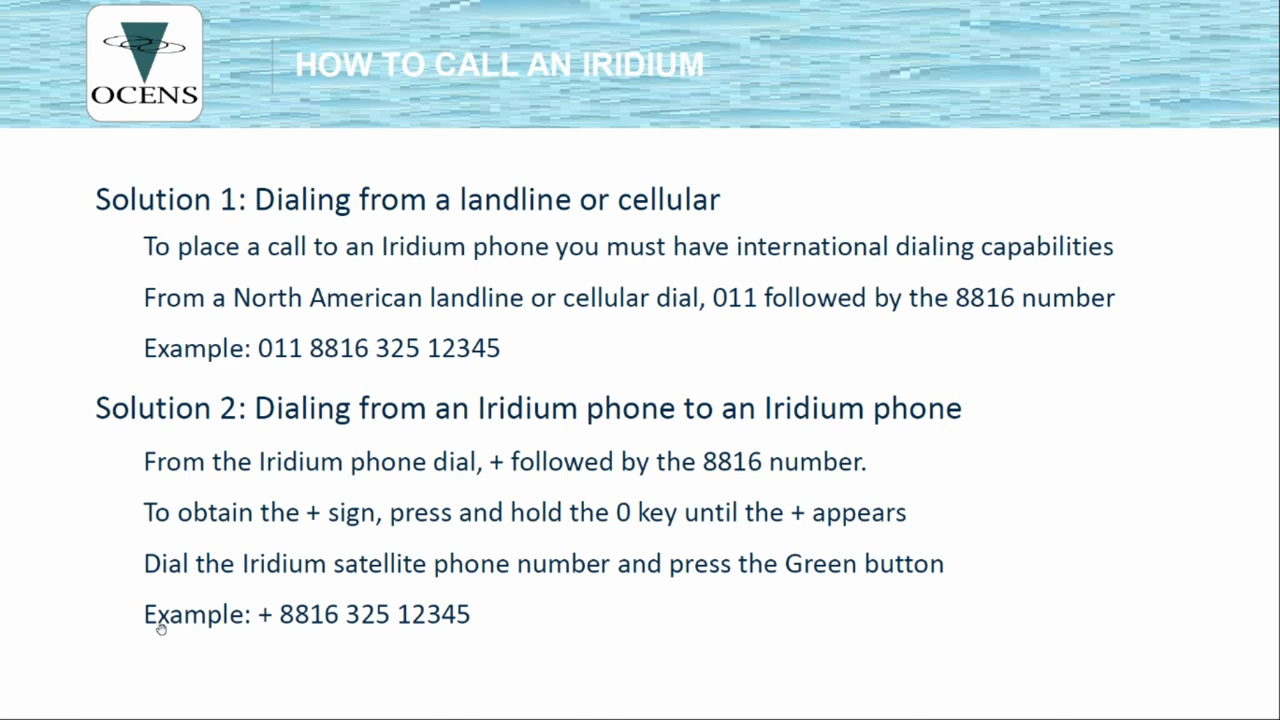 OCENS
HOW TO CALL AN IRIDIUM
Solution 1: Dialing from a landline or cellular
To place a call to an Iridium phone you must have international dialing capabilities
From a North American landline or cellular dial, 011 followed by the 8816 number
Example: 011 8816 325 12345
Solution 2: Dialing from an Iridium phone to an Iridium phone
From the Iridium phone dial, + followed by the 8816 number.
To obtain the + sign, press and hold the 0 key until the + appears
Dial the Iridium satellite phone number and press the Green button
Example: + 8816 325 12345